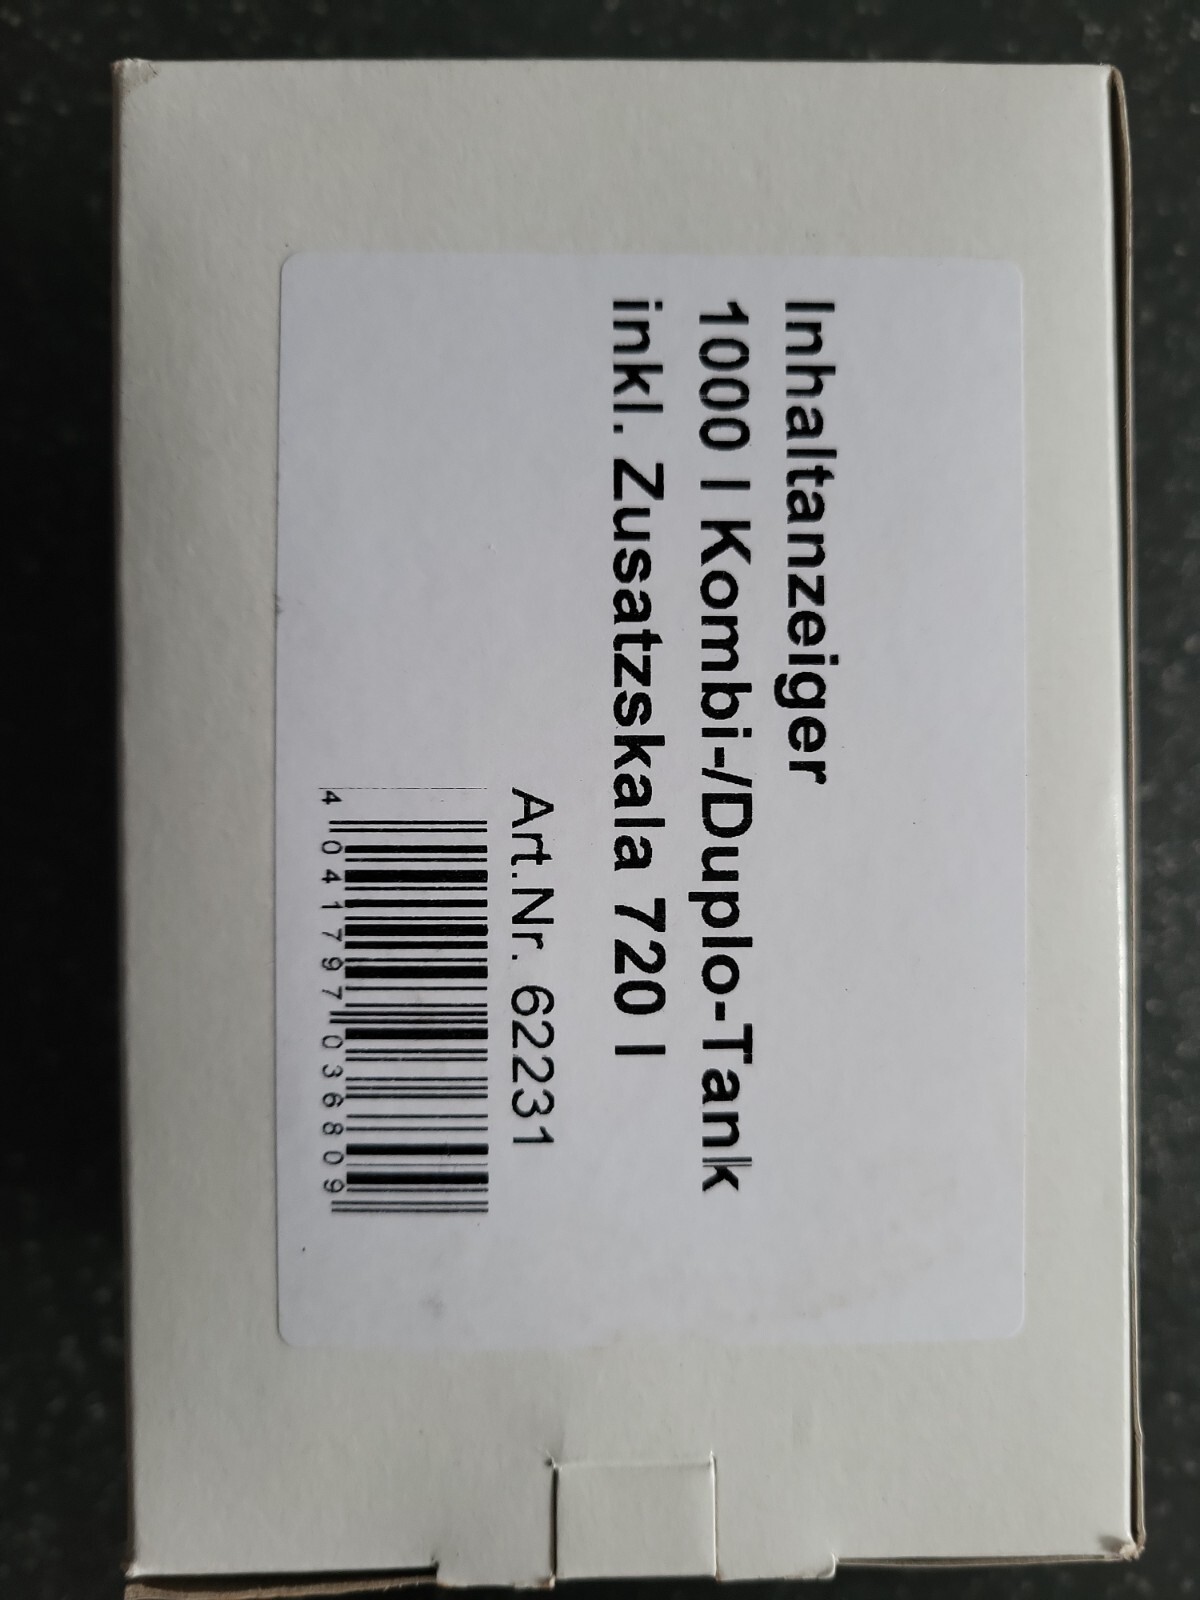 Inhaltanzeiger
1000 l Kombi-/Duplo-Tank
inkl. Zusatzskala 720 l
Art.Nr. 62231
4 041797 036809